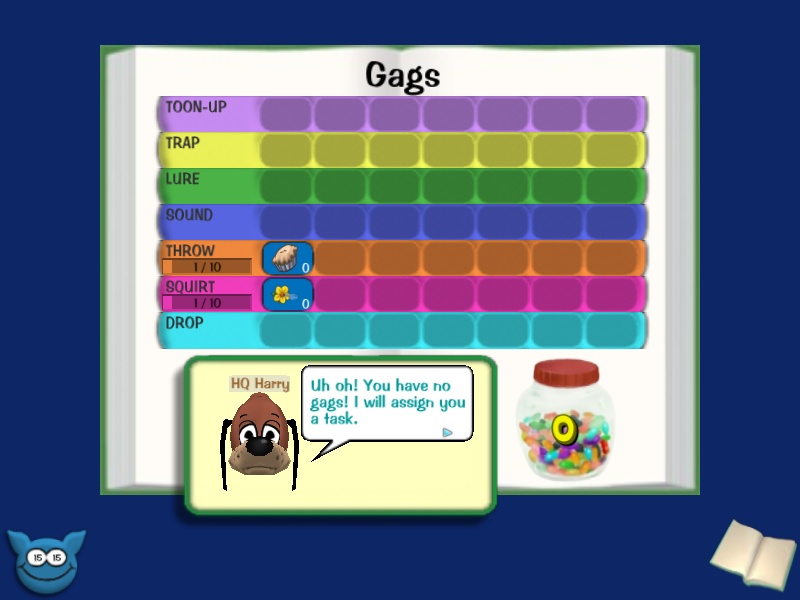 Gags
TOON-UP
TRAP
LURE
SOUND
THROW
1 / 10
0
SQUIRT
1 / 10
0
DROP
HQ Harry
Uh oh! You have no
gags! I will assign you
a task.
0
15 15